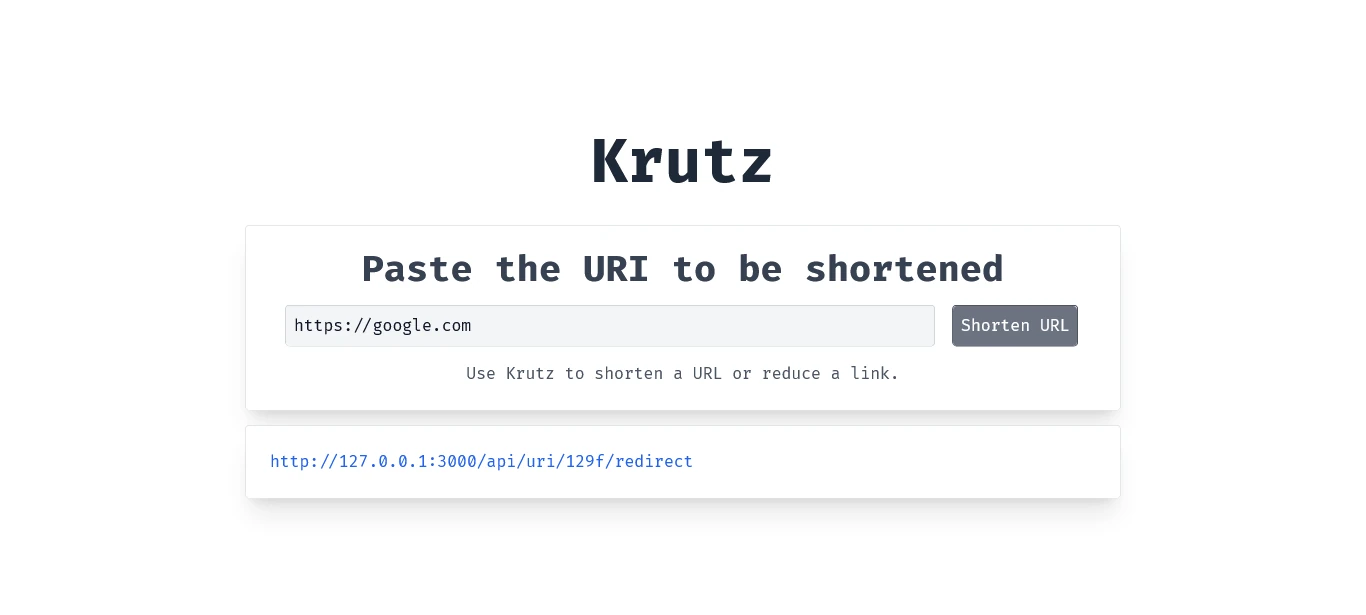 Krutz
Paste the URI to be shortened
https://google.com
Shorten URL
Use Krutz to shorten a URL or reduce a link.
http://127.0.0.1:3000/api/uri/129f/redirect